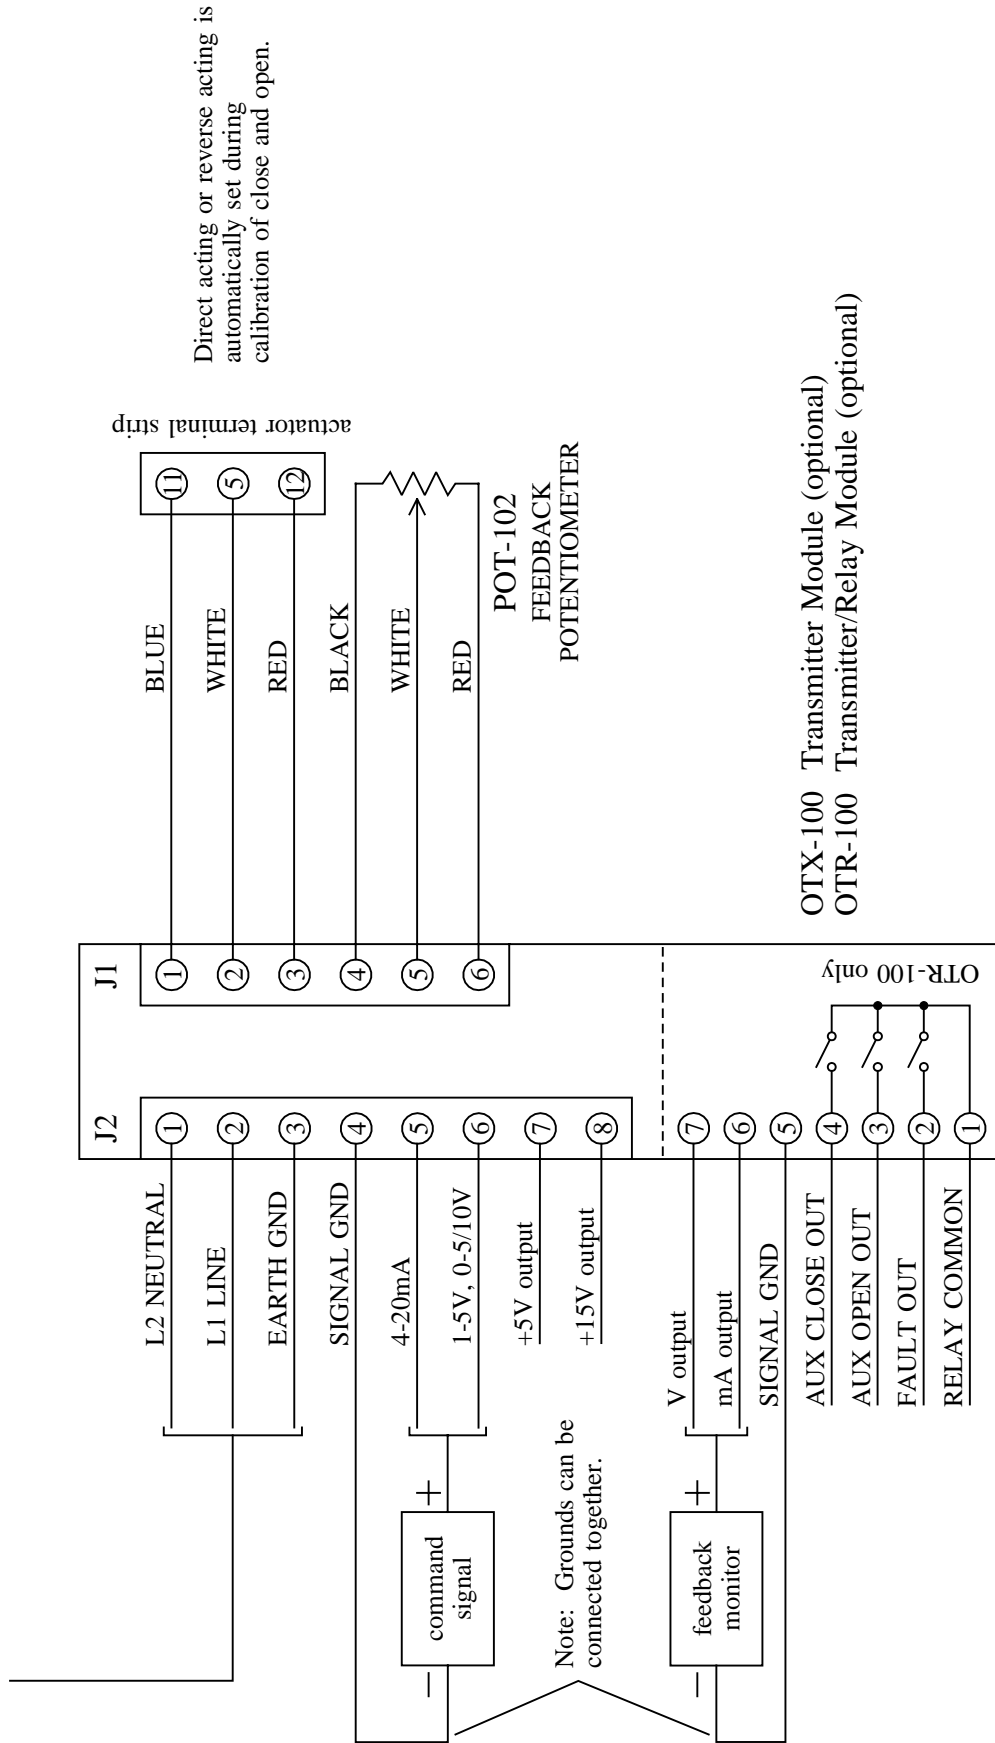 Direct acting or reverse acting is
automatically set during
calibration of close and open.
J2
J1
1
2
3
4
5
6
7
8
L2 NEUTRAL
L1 LINE
EARTH GND
SIGNAL GND
4-20mA
1-5V, 0-5/10V
+5V output
+15V output
command
signal
+
−
Note: Grounds can be
connected together.
1
2
3
4
5
6
BLUE
WHITE
RED
BLACK
WHITE
RED
11
5
12
actuator terminal strip
POT-102
FEEDBACK
POTENTIOMETER
feedback
monitor
+
−
V output
mA output
SIGNAL GND
AUX CLOSE OUT
AUX OPEN OUT
FAULT OUT
RELAY COMMON
7
6
5
4
3
2
1
OTR-100 only
OTX-100 Transmitter Module (optional)
OTR-100 Transmitter/Relay Module (optional)